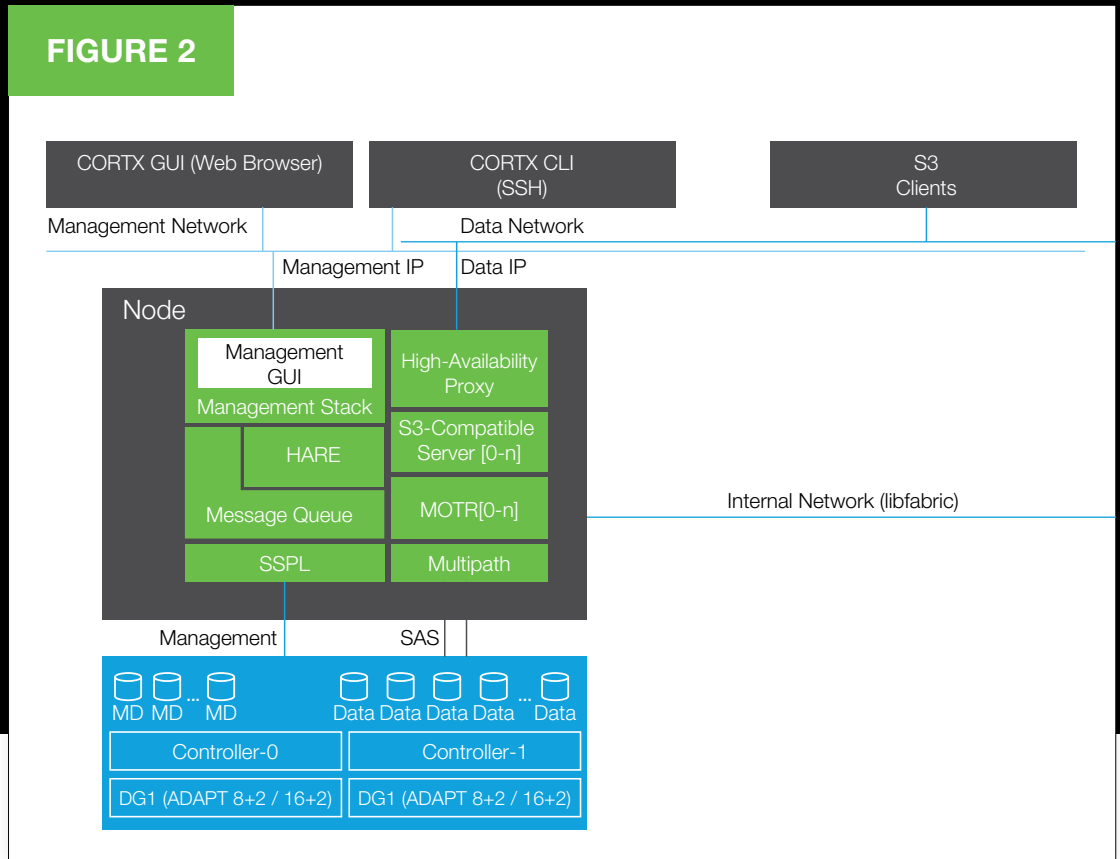 FIGURE 2
CORTX GUI (Web Browser)
CORTX CLI
(SSH)
S3
Clients
Management Network
Data Network
Management IP
Data IP
Node
Management
GUI
Management Stack
High-Availability
Proxy
HARE
S3-Compatible
Server [0-n]
Message Queue
MOTR[0-n]
SSPL
Multipath
Internal Network (libfabric)
Management
SAS
MD MD ... MD
Data Data Data Data ... Data
Controller-0
Controller-1
DG1 (ADAPT 8+2 / 16+2)
DG1 (ADAPT 8+2 / 16+2)